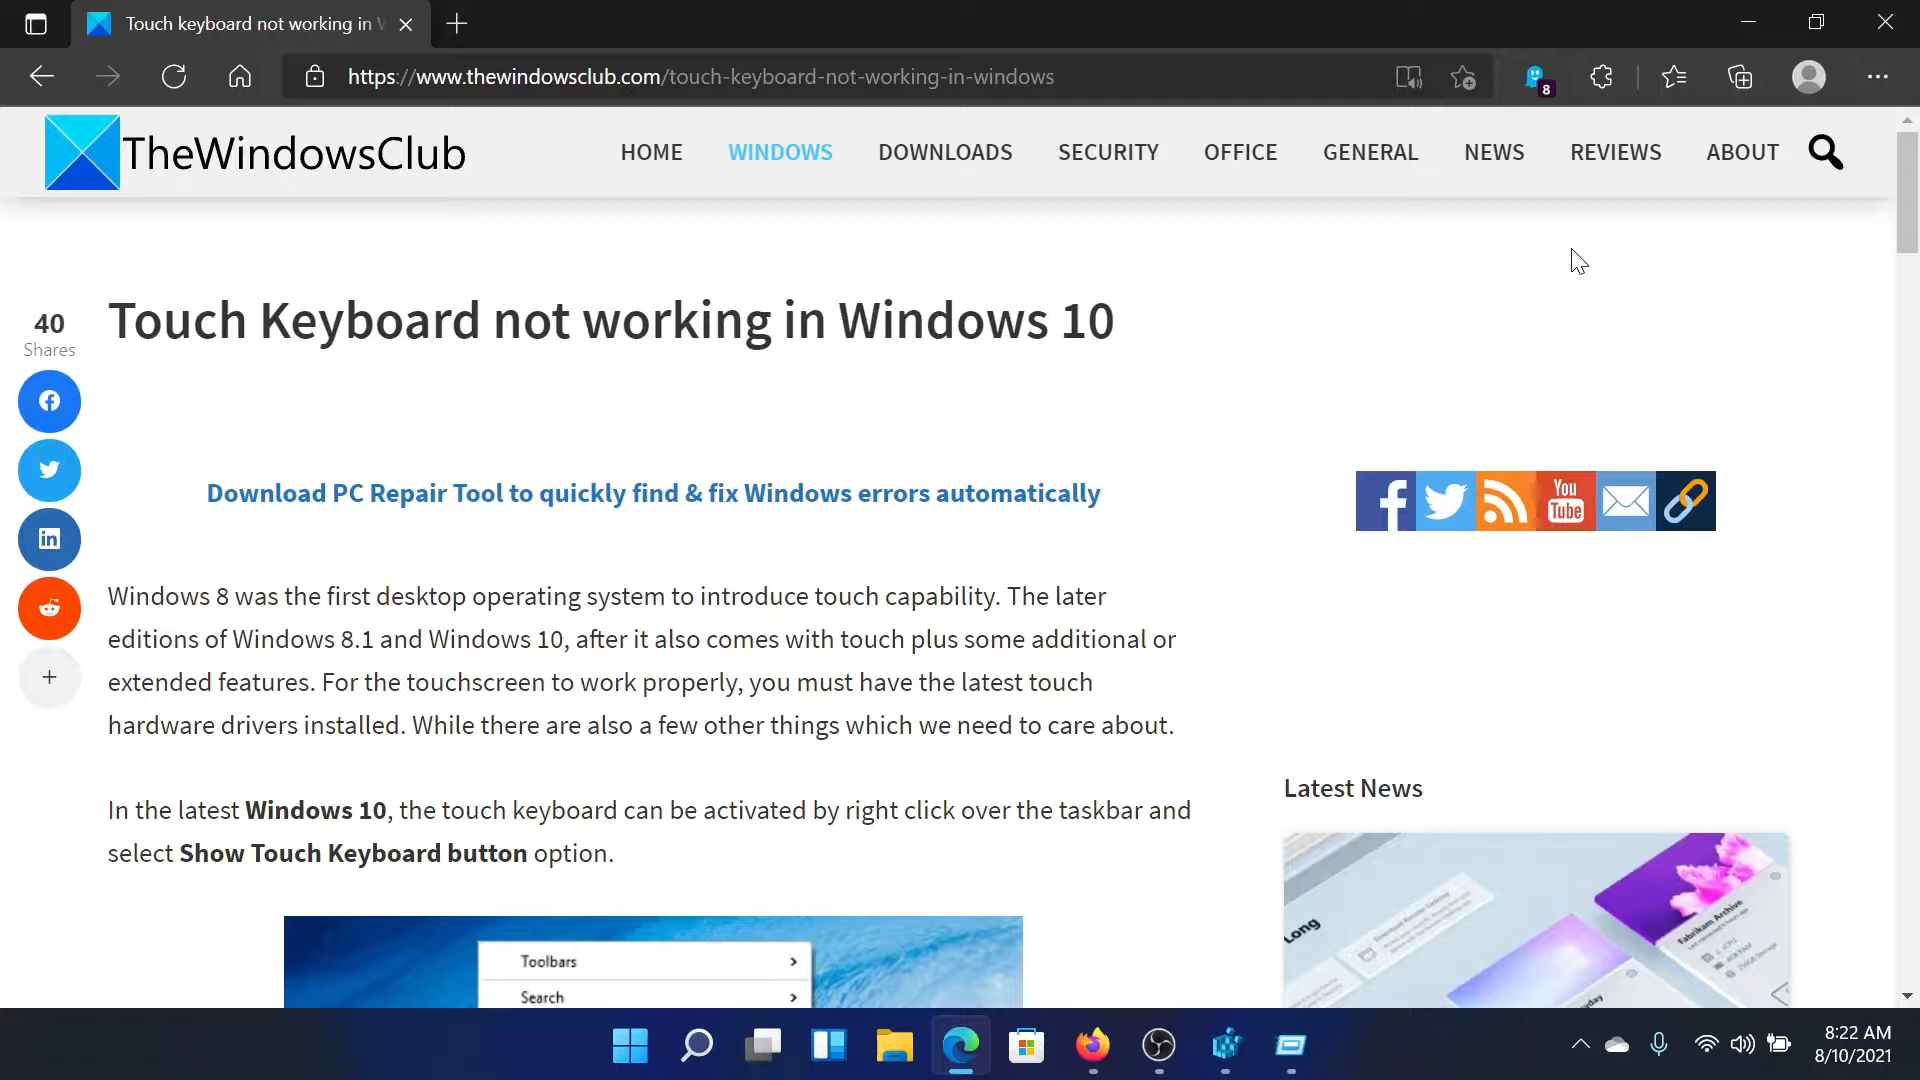 Touch keyboard not working in W
https://www.thewindowsclub.com/touch-keyboard-not-working-in-windows
8
TheWindowsClub
HOME WINDOWS DOWNLOADS SECURITY OFFICE GENERAL NEWS REVIEWS ABOUT
Touch Keyboard not working in Windows 10
40
Shares
Download PC Repair Tool to quickly find & fix Windows errors automatically
You
Tube
Windows 8 was the first desktop operating system to introduce touch capability. The later
editions of Windows 8.1 and Windows 10, after it also comes with touch plus some additional or
extended features. For the touchscreen to work properly, you must have the latest touch
hardware drivers installed. While there are also a few other things which we need to care about.
In the latest Windows 10, the touch keyboard can be activated by right click over the taskbar and
select Show Touch Keyboard button option.
Toolbars
Search
Latest News
Long
Fabrikam Archive
8:22 AM
8/10/2021